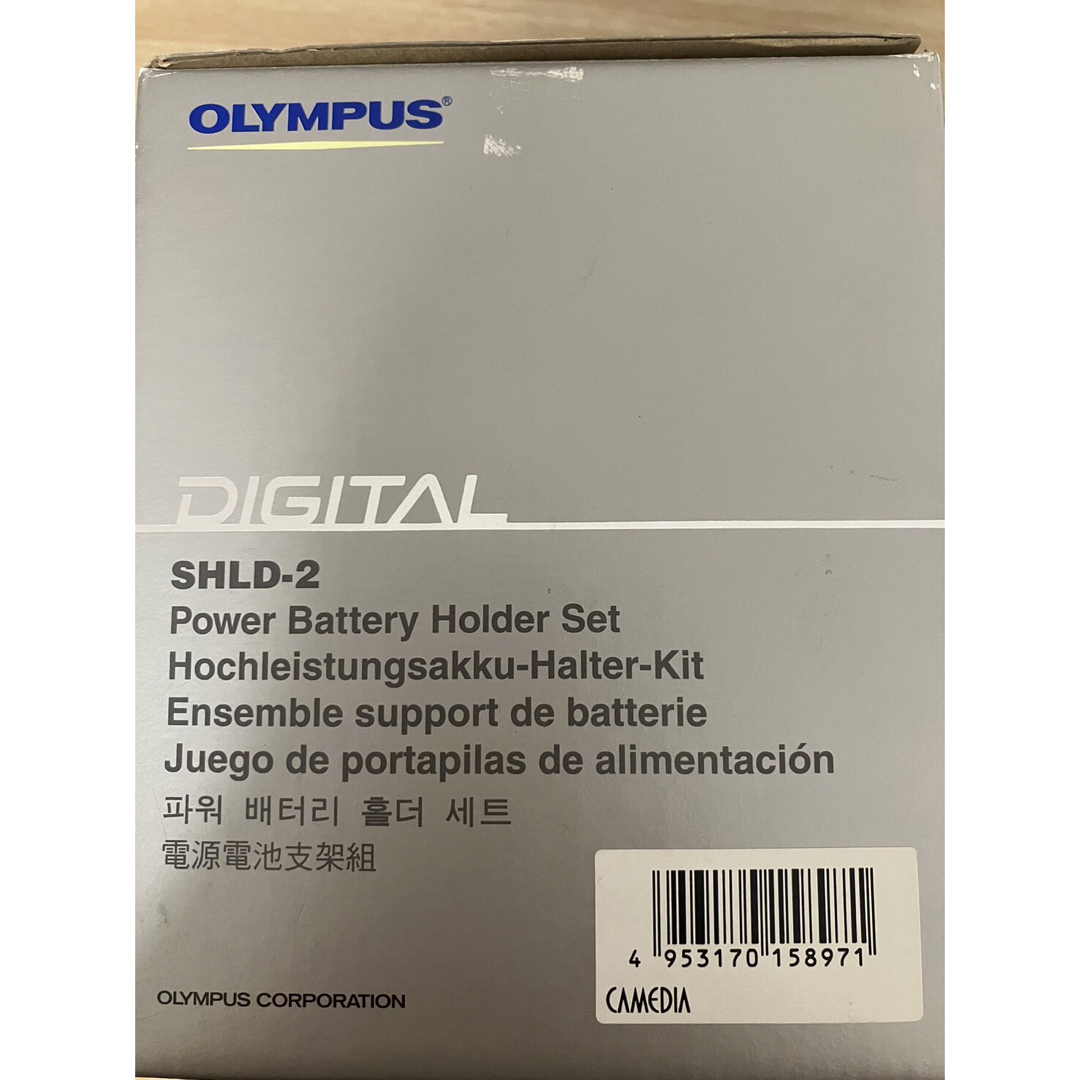 OLYMPUS®
DIGITAL
SHLD-2
Power Battery Holder Set
Hochleistungsakku-Halter-Kit
Ensemble support de batterie
Juego de portapilas de alimentación
파워 배터리 홀더 세트
電源電池支架組
4 953170 158971
CAMEDIA
OLYMPUS CORPORATION